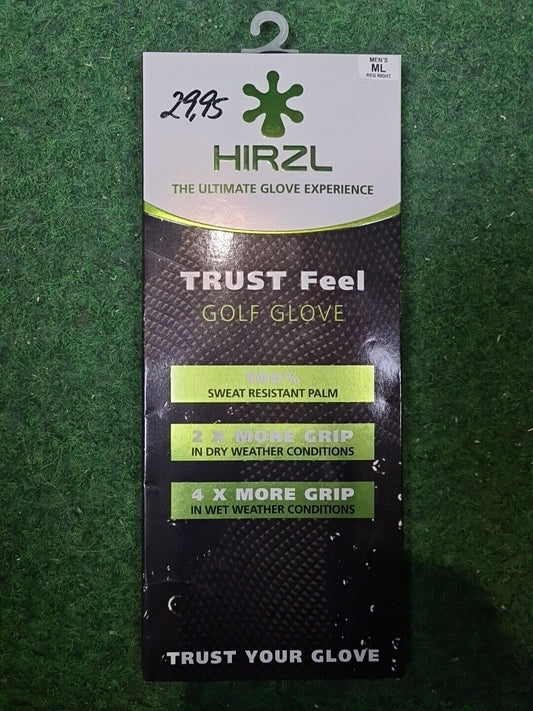 MEN'S
ML
REG RIGHT
29,95
HIRZL
THE ULTIMATE GLOVE EXPERIENCE
TRUST Feel
GOLF GLOVE
100%
SWEAT RESISTANT PALM
2 X MORE GRIP
IN DRY WEATHER CONDITIONS
4 X MORE GRIP
IN WET WEATHER CONDITIONS
TRUST YOUR GLOVE